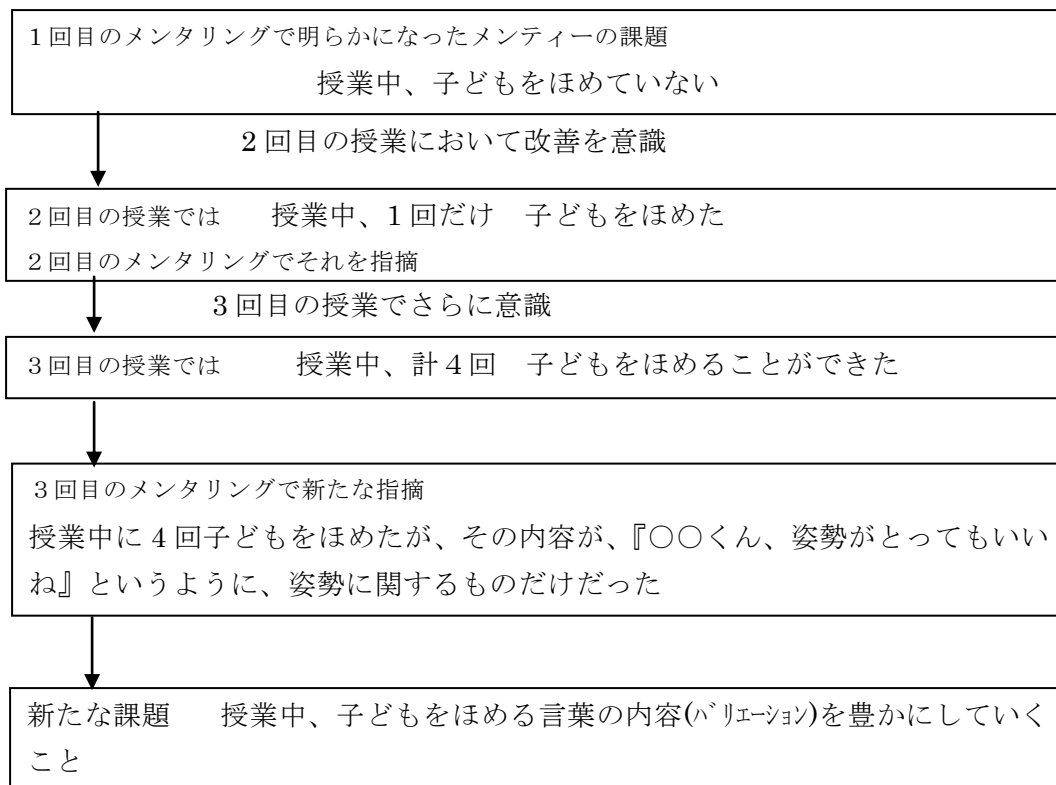 １回目のメンタリングで明らかになったメンティーの課題
授業中、子どもをほめていない
2回目の授業において改善を意識
２回目の授業では　授業中、1回だけ　子どもをほめた
２回目のメンタリングでそれを指摘
3回目の授業でさらに意識
３回目の授業では　授業中、計４回　子どもをほめることができた
３回目のメンタリングで新たな指摘
授業中に4回子どもをほめたが、その内容が、『○○くん、姿勢がとってもいい
ね』というように、姿勢に関するものだけだった
新たな課題　授業中、子どもをほめる言葉の内容(ﾊﾞﾘｴｰｼｮﾝ)を豊かにしていく
こと